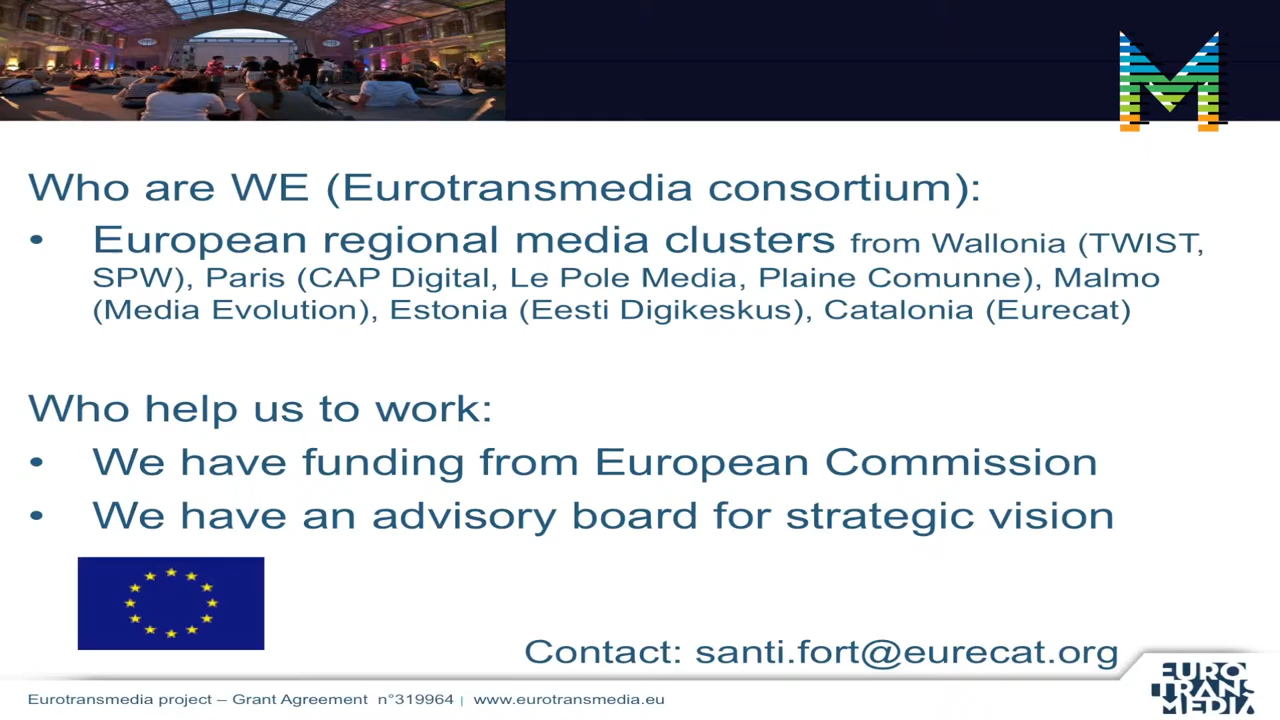 M
Who are WE (Eurotransmedia consortium):
• European regional media clusters from Wallonia (TWIST,
SPW), Paris (CAP Digital, Le Pole Media, Plaine Comunne), Malmo
(Media Evolution), Estonia (Eesti Digikeskus), Catalonia (Eurecat)
Who help us to work:
• We have funding from European Commission
• We have an advisory board for strategic vision
Contact: santi.fort@eurecat.org
Eurotransmedia project – Grant Agreement n°319964 | www.eurotransmedia.eu
EURO
TRANS
MEDIA